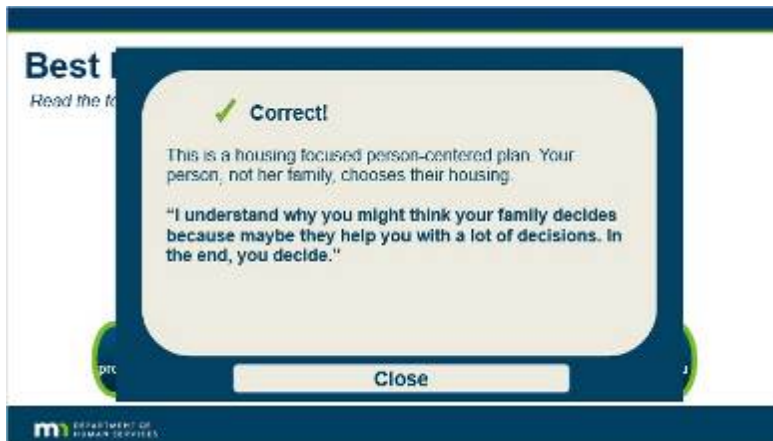 Best
Read the fo
✓ Correct!
This is a housing focused person-centered plan. Your
person, not her family, chooses their housing.
“I understand why you might think your family decides
because maybe they help you with a lot of decisions. In
the end, you decide.”
pro
Close
mn DEPARTMENT OF
HUMAN SERVICES